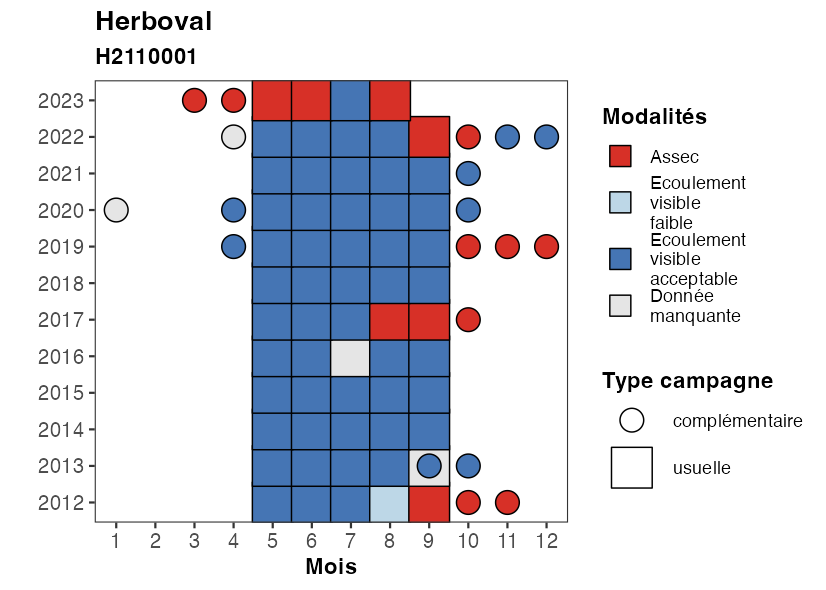 Herboval
H2110001
2023
2022
2021
2020
2019
2018
2017
2016
2015
2014
2013
2012
1 2 3 4 5 6 7 8 9 10 11 12
Mois
Modalités
Assec
Ecoulement
visible
faible
Ecoulement
visible
acceptable
Donnée
manquante
Type campagne
complémentaire
usuelle